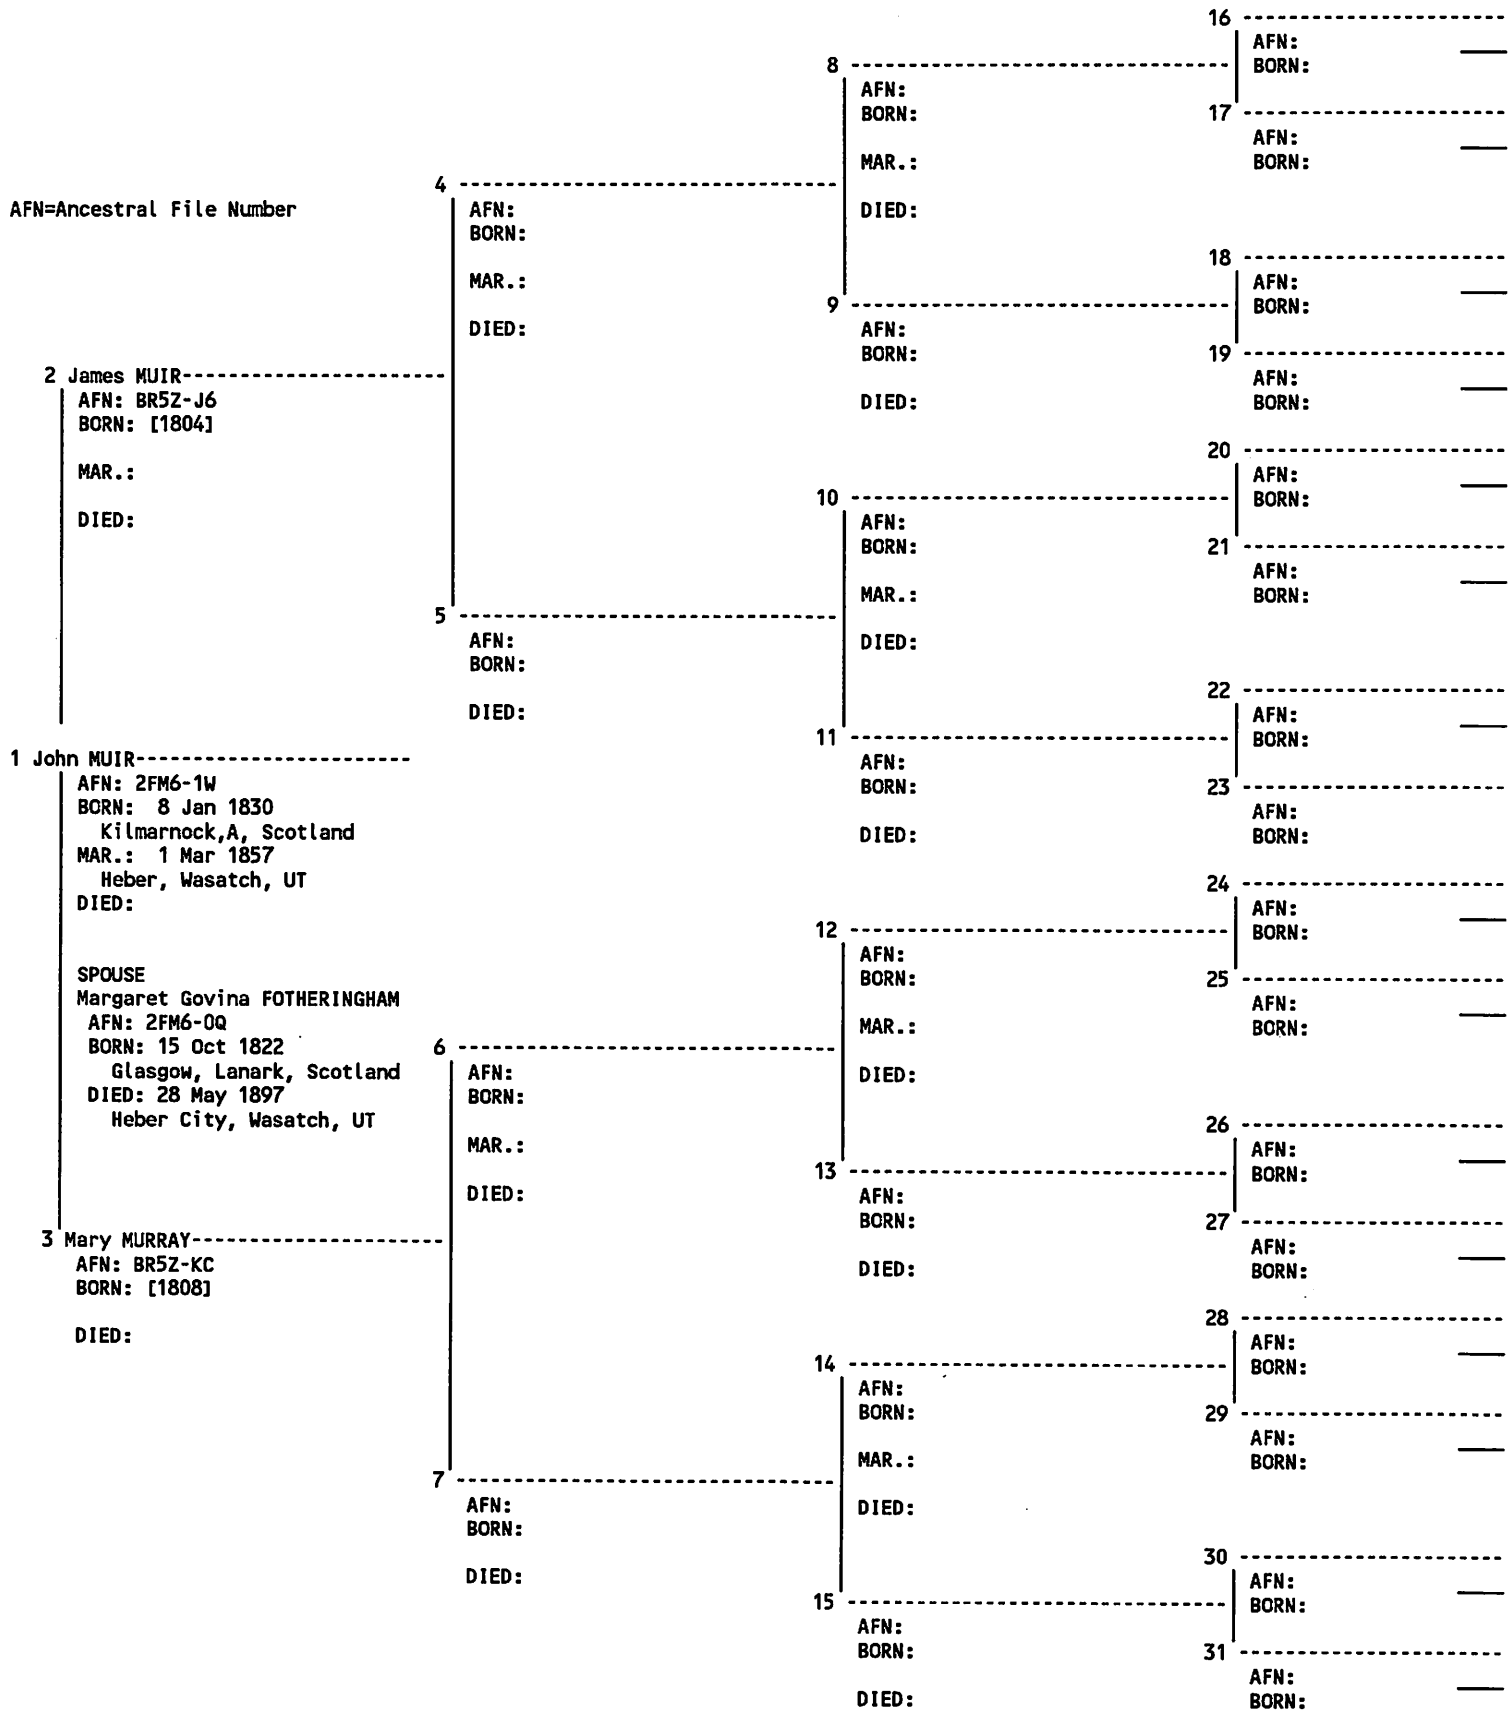 AFN=Ancestral File Number
2 James MUIR
AFN: BR5Z-J6
BORN: [1804]
MAR.:
DIED:
1 John MUIR
AFN: 2FM6-1W
BORN:  8 Jan 1830
Kilmarnock,A, Scotland
MAR.:  1 Mar 1857
Heber, Wasatch, UT
DIED:
SPOUSE
Margaret Govina FOTHERINGHAM
AFN: 2FM6-0Q
BORN: 15 Oct 1822
Glasgow, Lanark, Scotland
DIED: 28 May 1897
Heber City, Wasatch, UT
3 Mary MURRAY
AFN: BR5Z-KC
BORN: [1808]
DIED:
4
AFN:
BORN:
MAR.:
DIED:
5
AFN:
BORN:
DIED:
6
AFN:
BORN:
MAR.:
DIED:
7
AFN:
BORN:
DIED:
8
AFN:
BORN:
MAR.:
DIED:
9
AFN:
BORN:
DIED:
10
AFN:
BORN:
MAR.:
DIED:
11
AFN:
BORN:
DIED:
12
AFN:
BORN:
MAR.:
DIED:
13
AFN:
BORN:
DIED:
14
AFN:
BORN:
MAR.:
DIED:
15
AFN:
BORN:
DIED:
16
AFN:
BORN:
17
AFN:
BORN:
18
AFN:
BORN:
19
AFN:
BORN:
20
AFN:
BORN:
21
AFN:
BORN:
22
AFN:
BORN:
23
AFN:
BORN:
24
AFN:
BORN:
25
AFN:
BORN:
26
AFN:
BORN:
27
AFN:
BORN:
28
AFN:
BORN:
29
AFN:
BORN:
30
AFN:
BORN:
31
AFN:
BORN: